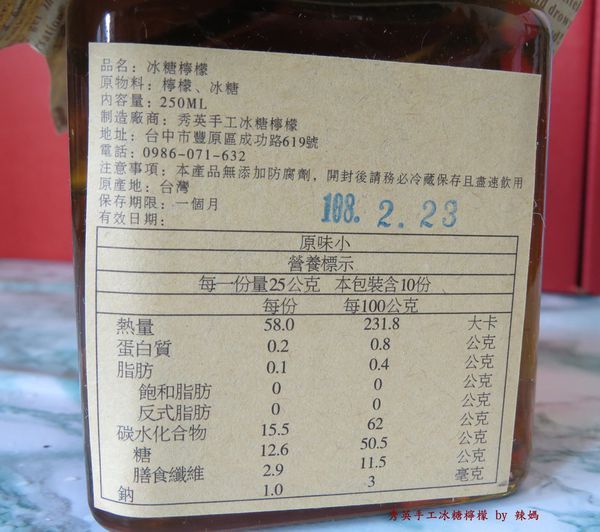 品名：冰糖檸檬
原物料：檸檬、冰糖
內容量：250ML
製造廠商：秀英手工冰糖檸檬
地址：台中市豐原區成功路619號
電話：0986-071-632
注意事項：本產品無添加防腐劑，開封後請務必冷藏保存且盡速飲用
原產地：台灣
保存期限：一個月
有效日期： 108. 2. 23
原味小
營養標示
每一份量25公克 本包裝含10份
每份 每100公克
熱量 58.0 231.8 大卡
蛋白質 0.2 0.8 公克
脂肪 0.1 0.4 公克
飽和脂肪 0 0 公克
反式脂肪 0 0 公克
碳水化合物 15.5 62 公克
糖 12.6 50.5 公克
膳食纖維 2.9 11.5 公克
鈉 1.0 3 毫克
秀英手工冰糖檸檬 by 辣媽